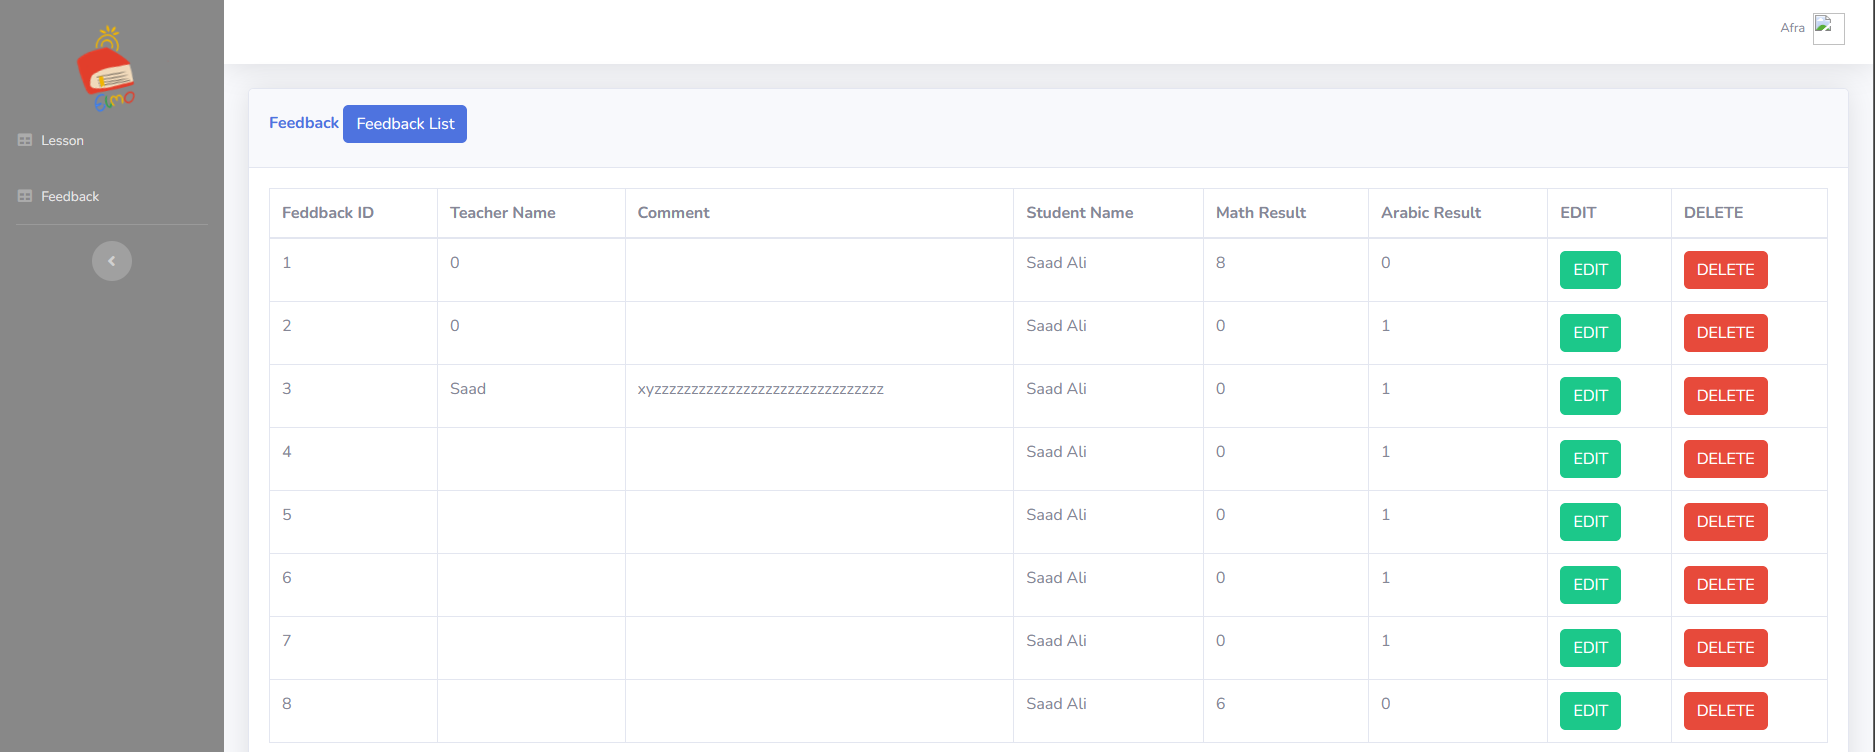 Afra
elmo
Lesson
Feedback
Feedback Feedback List
Feddback ID Teacher Name Comment Student Name Math Result Arabic Result EDIT DELETE
1 0 Saad Ali 8 0 EDIT DELETE
2 0 Saad Ali 0 1 EDIT DELETE
3 Saad xyzzzzzzzzzzzzzzzzzzzzzzzzzzzzzzzz Saad Ali 0 1 EDIT DELETE
4 Saad Ali 0 1 EDIT DELETE
5 Saad Ali 0 1 EDIT DELETE
6 Saad Ali 0 1 EDIT DELETE
7 Saad Ali 0 1 EDIT DELETE
8 Saad Ali 6 0 EDIT DELETE